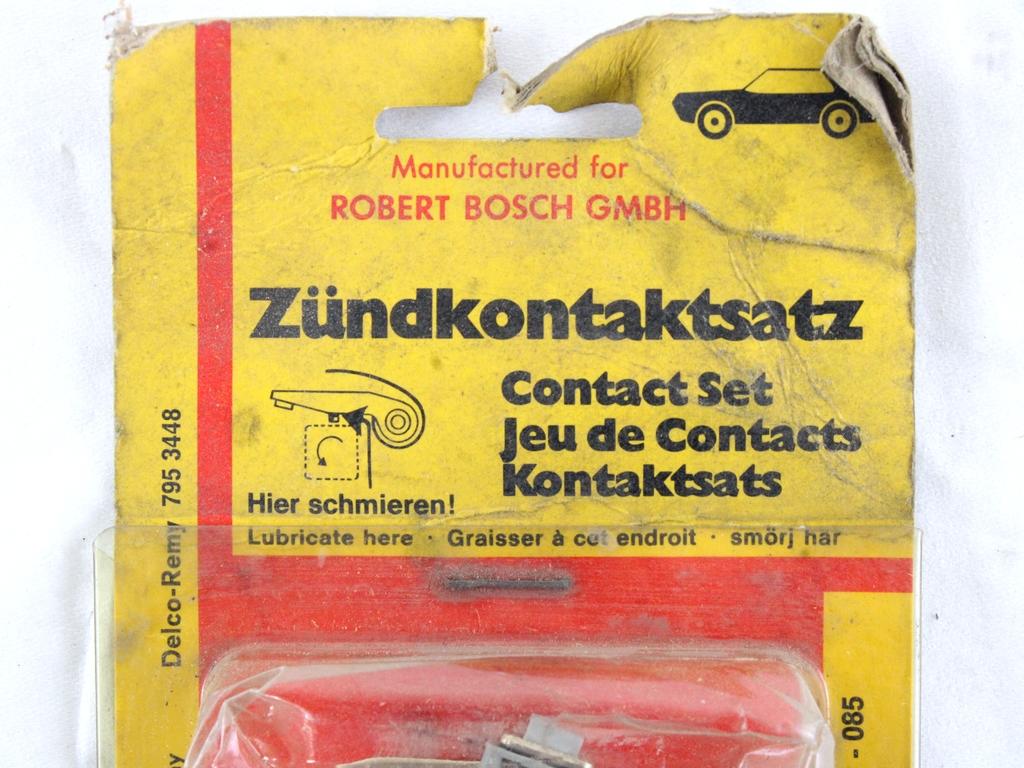 Manufactured for
ROBERT BOSCH GMBH
Zündkontaktsatz
Contact Set
Jeu de Contacts
Kontaktsats
Hier schmieren!
Lubricate here · Graisser à cet endroit · smörj här
Delco-Remy 795 3448
- 085